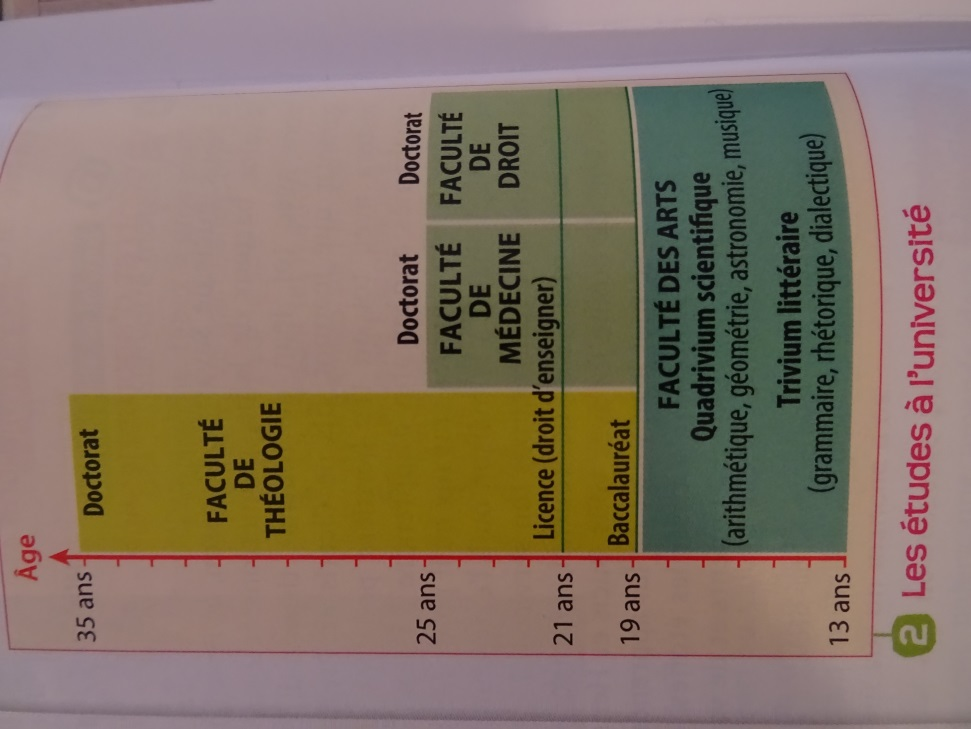 Âge
35 ans
Doctorat
FACULTÉ
DE
THÉOLOGIE
25 ans
Doctorat
Doctorat
FACULTÉ
DE
MÉDECINE
FACULTÉ
DE
DROIT
Licence (droit d'enseigner)
21 ans
Baccalauréat
19 ans
FACULTÉ DES ARTS
Quadrivium scientifique
(arithmétique, géométrie, astronomie, musique)
Trivium littéraire
(grammaire, rhétorique, dialectique)
13 ans
2 Les études à l'université